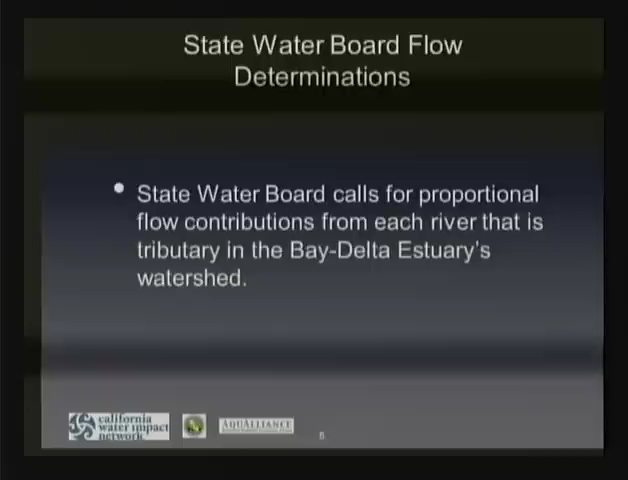 State Water Board Flow
Determinations
• State Water Board calls for proportional
flow contributions from each river that is
tributary in the Bay-Delta Estuary's
watershed.
california
water impact
network
AQUALLIANCE